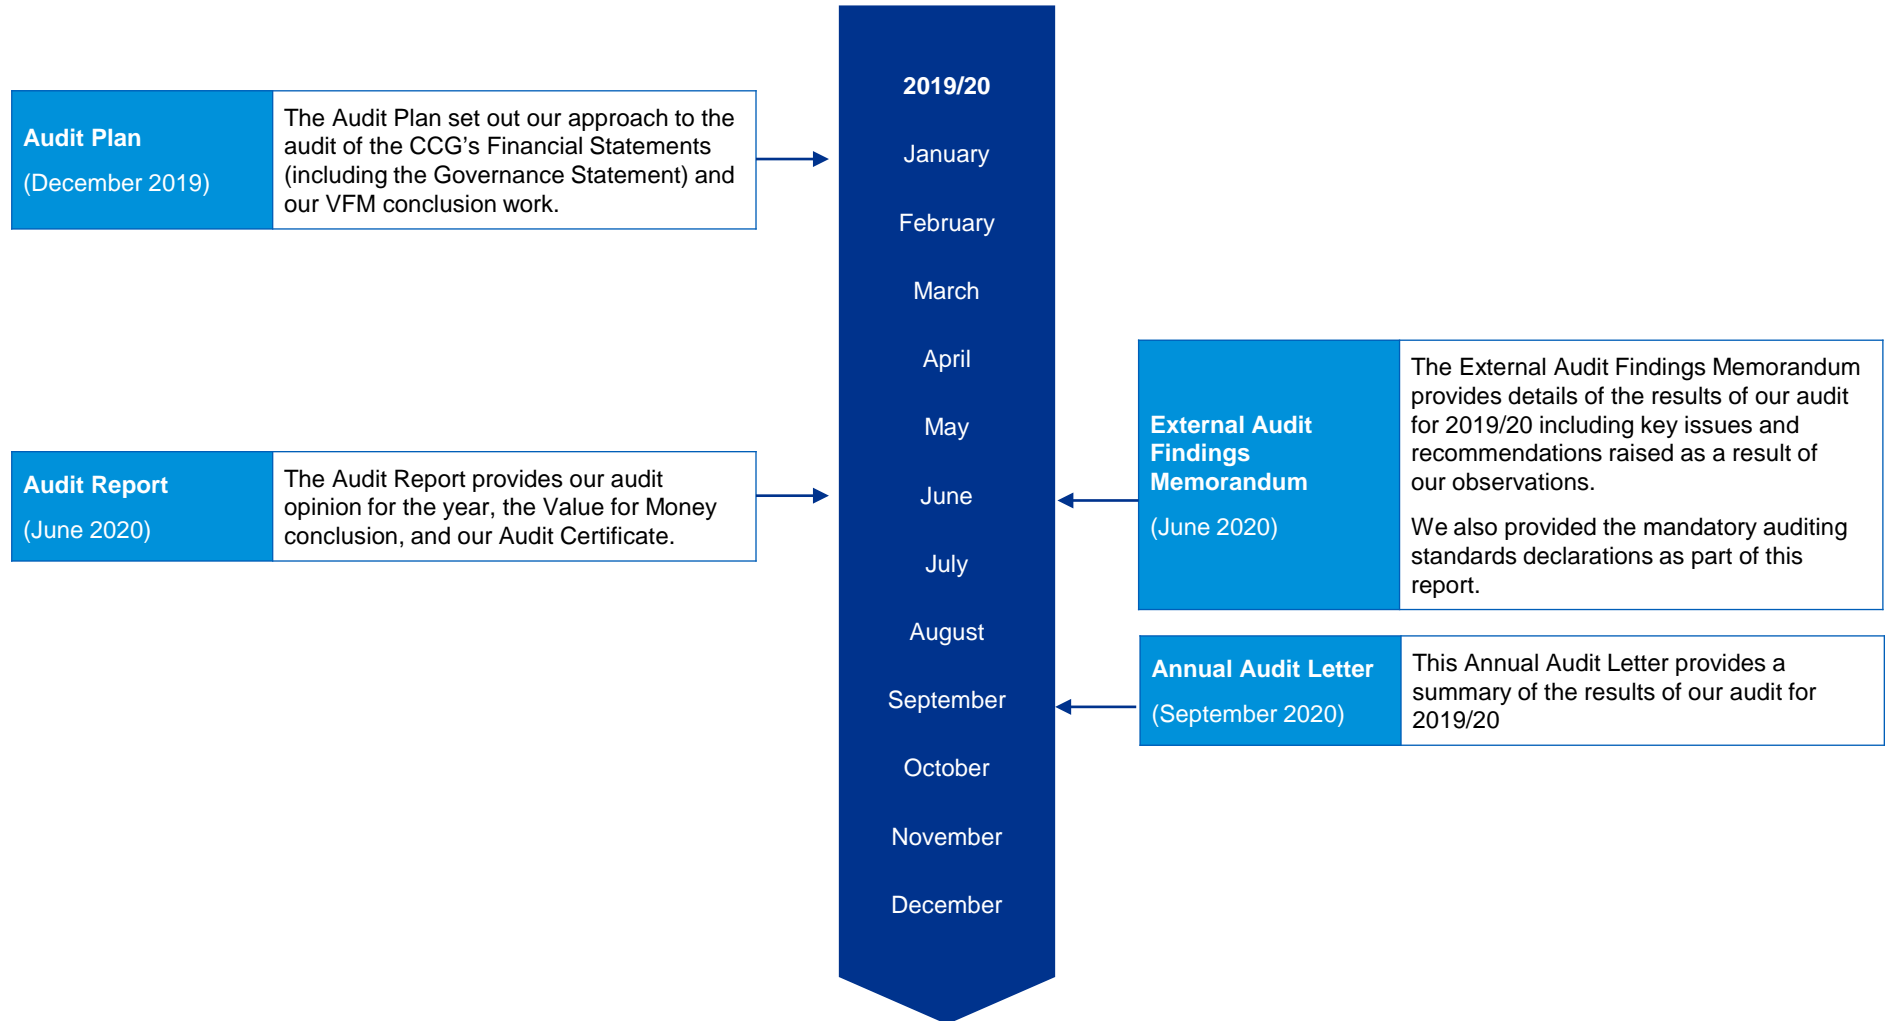 Audit Plan
(December 2019)
The Audit Plan set out our approach to the
audit of the CCG's Financial Statements
(including the Governance Statement) and
our VFM conclusion work.
Audit Report
(June 2020)
The Audit Report provides our audit
opinion for the year, the Value for Money
conclusion, and our Audit Certificate.
2019/20
January
February
March
April
May
June
July
August
September
October
November
December
External Audit
Findings
Memorandum
(June 2020)
The External Audit Findings Memorandum
provides details of the results of our audit
for 2019/20 including key issues and
recommendations raised as a result of
our observations.
We also provided the mandatory auditing
standards declarations as part of this
report.
Annual Audit Letter
(September 2020)
This Annual Audit Letter provides a
summary of the results of our audit for
2019/20